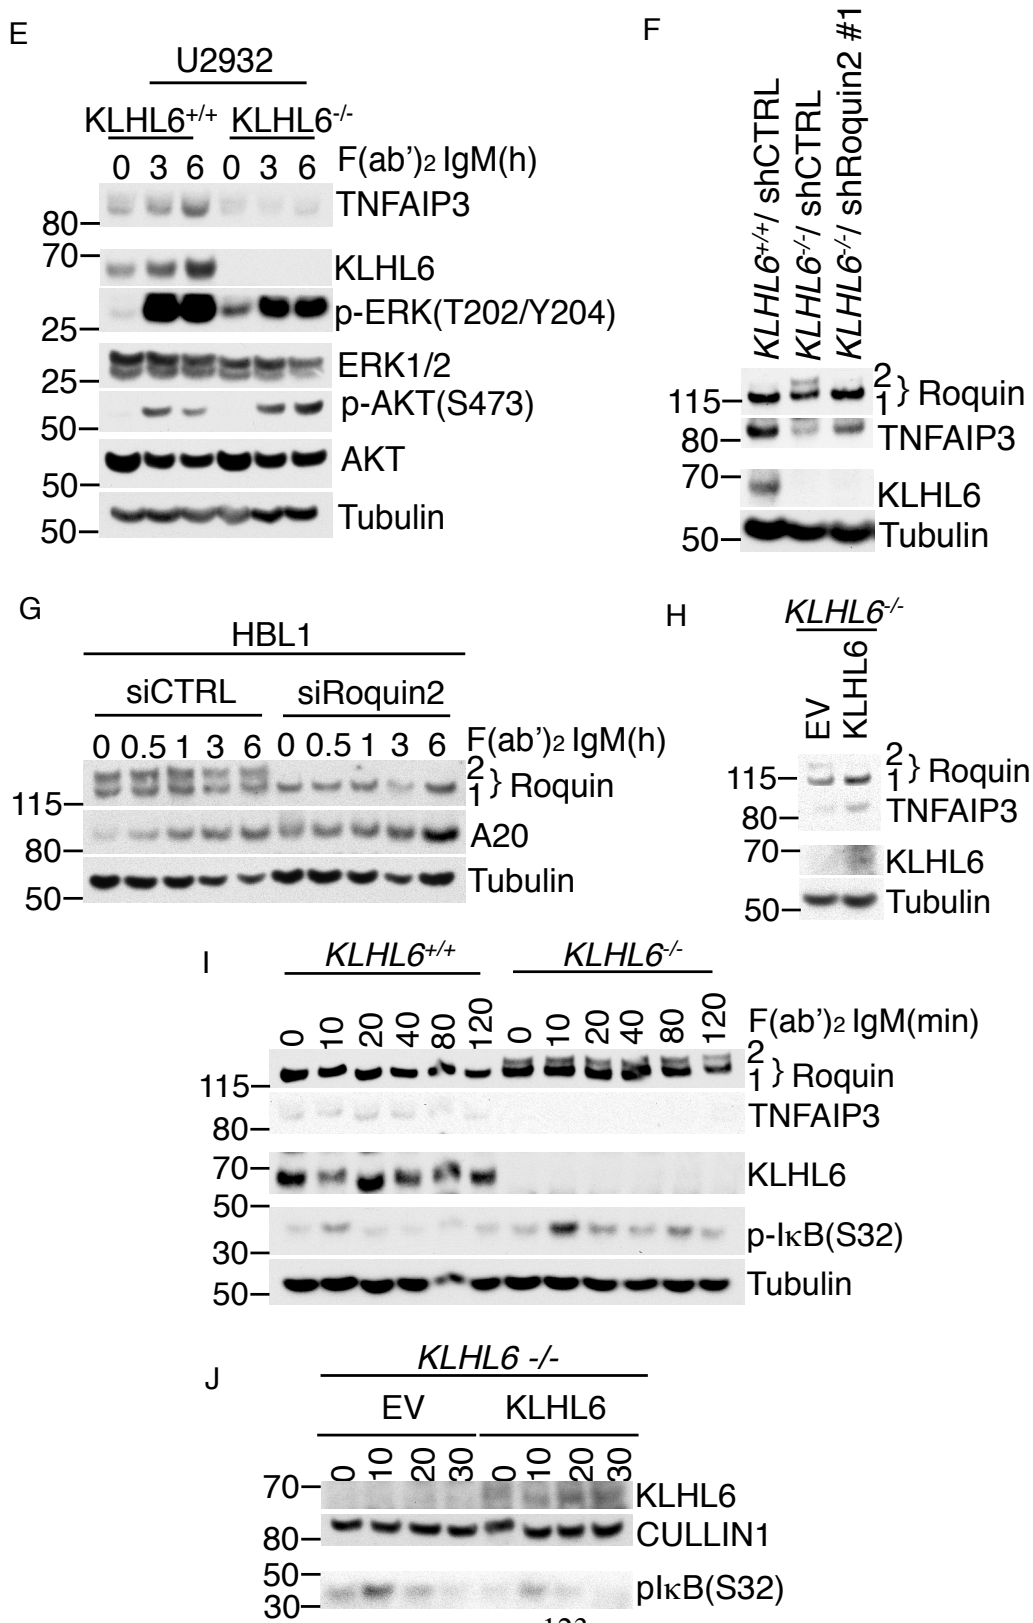 E
U2932
KLHL6+/+ KLHL6-/-
0 3 6 0 3 6 F(ab')2 IgM(h)
TNFAIP3
80
70
KLHL6
p-ERK(T202/Y204)
25
ERK1/2
25
p-AKT(S473)
50
AKT
50
Tubulin
50
F
KLHL6+/+/ shCTRL
KLHL6-/-/ shCTRL
KLHL6-/-/ shRoquin2 #1
2
1 } Roquin
115
TNFAIP3
80
70
KLHL6
Tubulin
50
G
HBL1
siCTRL siRoquin2
0 0.5 1 3 6 0 0.5 1 3 6 F(ab')2 IgM(h)
2
1 } Roquin
115
A20
80
Tubulin
50
H
KLHL6-/-
EV
KLHL6
2
1 } Roquin
115
TNFAIP3
80
70
KLHL6
Tubulin
50
I
KLHL6+/+ KLHL6-/-
0 10 20 40 80 120 0 10 20 40 80 120 F(ab')2 IgM(min)
2
1 } Roquin
115
TNFAIP3
80
70
KLHL6
50
p-IκB(S32)
30
Tubulin
50
J
KLHL6 -/-
EV KLHL6
0 10 20 30 0 10 20 30
70
KLHL6
CULLIN1
80
50
pIκB(S32)
30